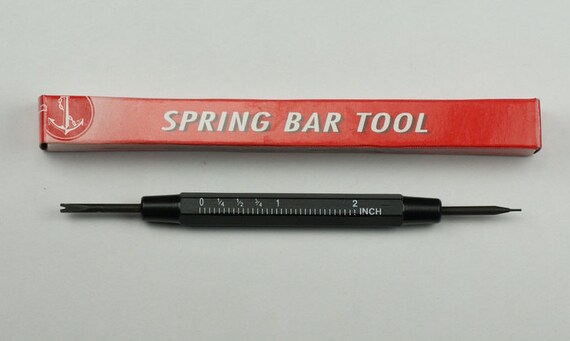 SPRING BAR TOOL
0 ¼ ½ ¾ 1 2 INCH